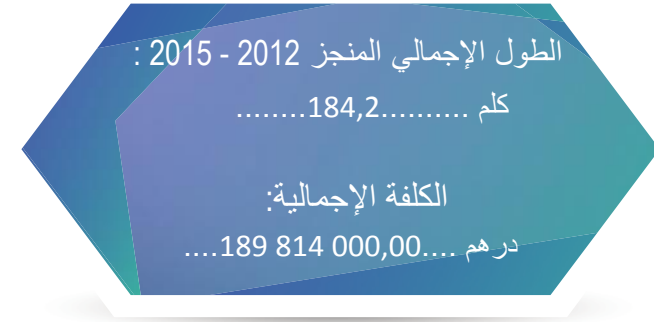 الطول الإجمالي المنجز 2012 - 2015 :
كلم ..........184,2........
الكلفة الإجمالية:
درهم ....189 814 000,00....